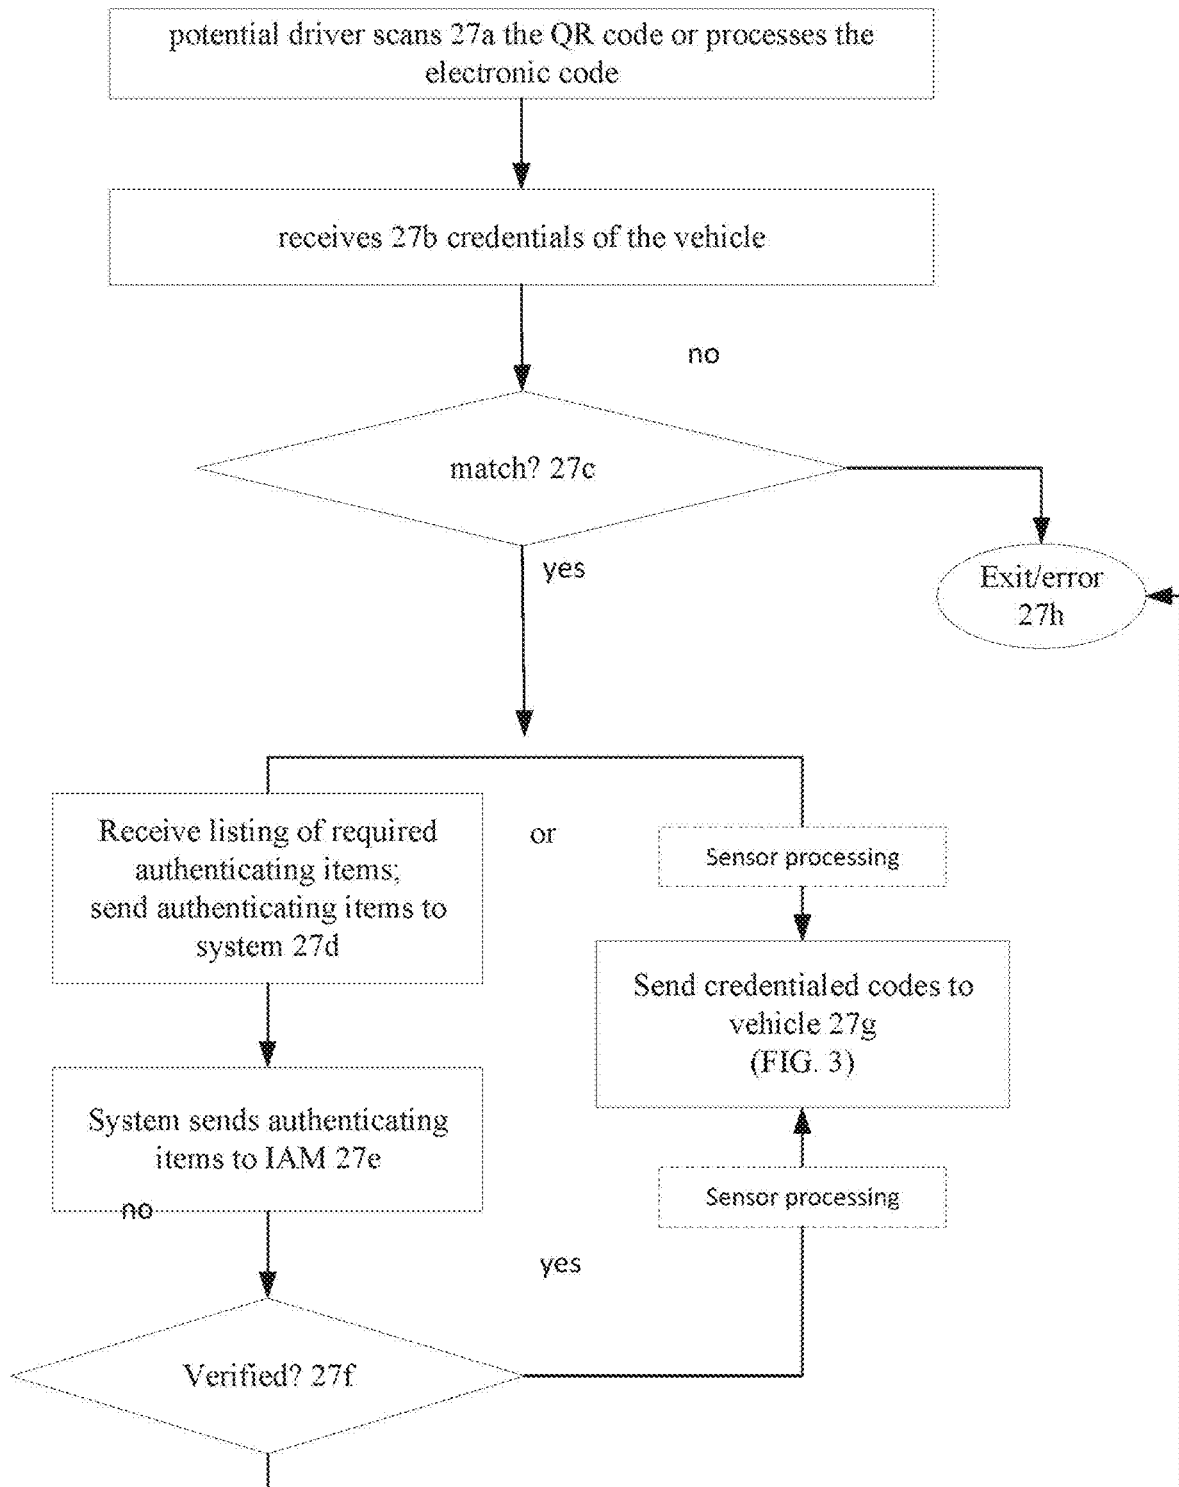 potential driver scans 27a the QR code or processes the
electronic code
receives 27b credentials of the vehicle
no
match? 27c
yes
Exit/error
27h
Receive listing of required
authenticating items;
send authenticating items to
system 27d
or
Sensor processing
Send credentialed codes to
vehicle 27g
(FIG. 3)
System sends authenticating
items to IAM 27e
no
Sensor processing
yes
Verified? 27f